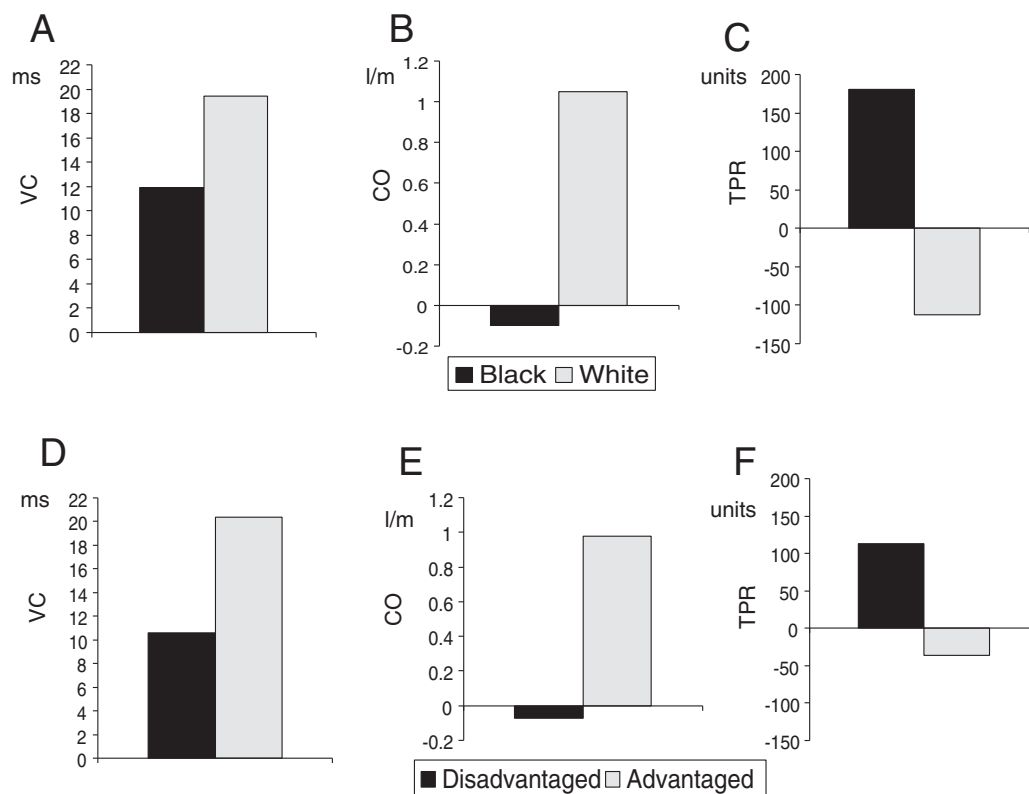 A
ms
22
20
18
16
14
12
10
8
6
4
2
0
VC
B
l/m
1.2
1
0.8
0.6
0.4
0.2
0
-0.2
CO
C
units
200
150
100
50
0
-50
-100
-150
TPR
Black White
D
ms
22
20
18
16
14
12
10
8
6
4
2
0
VC
E
l/m
1.2
1
0.8
0.6
0.4
0.2
0
-0.2
CO
F
units
200
150
100
50
0
-50
-100
-150
TPR
Disadvantaged Advantaged